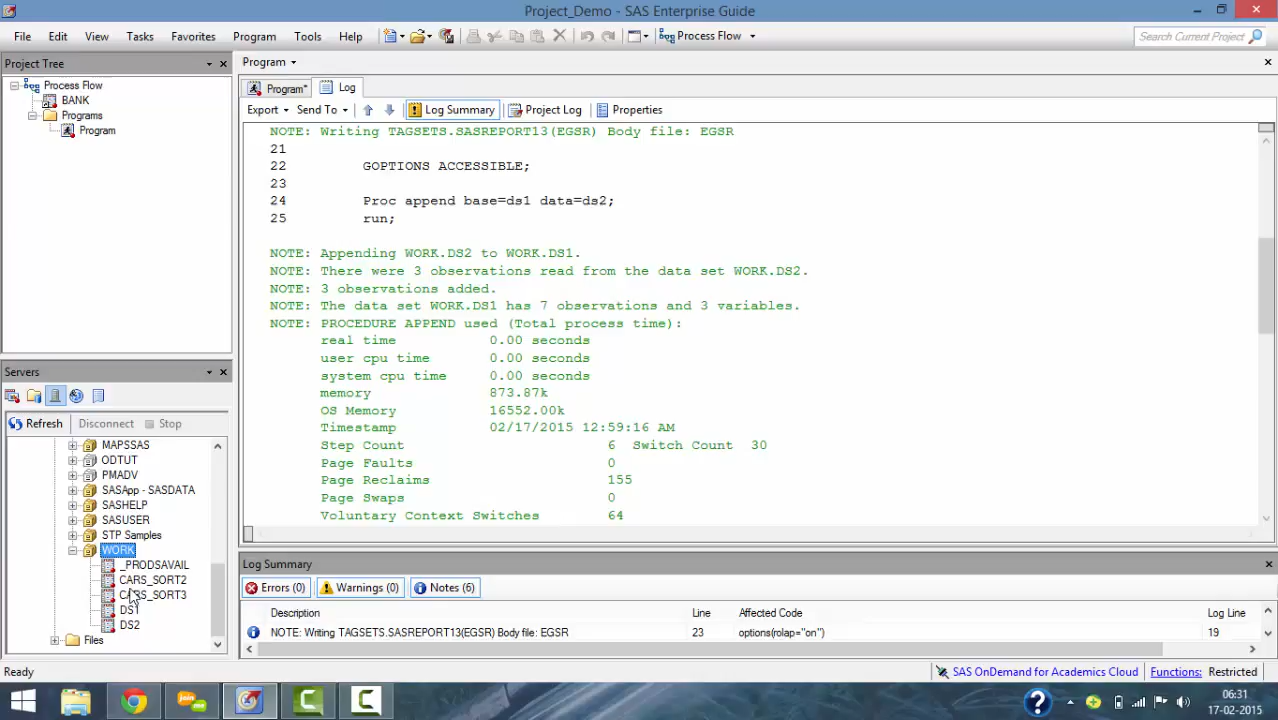 Project_Demo - SAS Enterprise Guide
File Edit View Tasks Favorites Program Tools Help Process Flow Search Current Project
Project Tree
Process Flow
BANK
Programs
Program
Program
Program* Log
Export Send To Log Summary Project Log Properties
NOTE: Writing TAGSETS.SASREPORT13(EGSR) Body file: EGSR
21
22 GOPTIONS ACCESSIBLE;
23
24 Proc append base=ds1 data=ds2;
25 run;
NOTE: Appending WORK.DS2 to WORK.DS1.
NOTE: There were 3 observations read from the data set WORK.DS2.
NOTE: 3 observations added.
NOTE: The data set WORK.DS1 has 7 observations and 3 variables.
NOTE: PROCEDURE APPEND used (Total process time):
real time 0.00 seconds
user cpu time 0.00 seconds
system cpu time 0.00 seconds
memory 873.87k
OS Memory 16552.00k
Timestamp 02/17/2015 12:59:16 AM
Step Count 6 Switch Count 30
Page Faults 0
Page Reclaims 155
Page Swaps 0
Voluntary Context Switches 64
Servers
Refresh Disconnect Stop
MAPSSAS
ODTUT
PMADV
SASApp - SASDATA
SASHELP
SASUSER
STP Samples
WORK
_PRODSAVAIL
CARS_SORT2
CARS_SORT3
DS1
DS2
Files
Log Summary
Errors (0) Warnings (0) Notes (6)
Description Line Affected Code Log Line
NOTE: Writing TAGSETS.SASREPORT13(EGSR) Body file: EGSR 23 options(rolap="on") 19
Ready
SAS OnDemand for Academics Cloud Functions: Restricted
join
me
06:31
17-02-2015